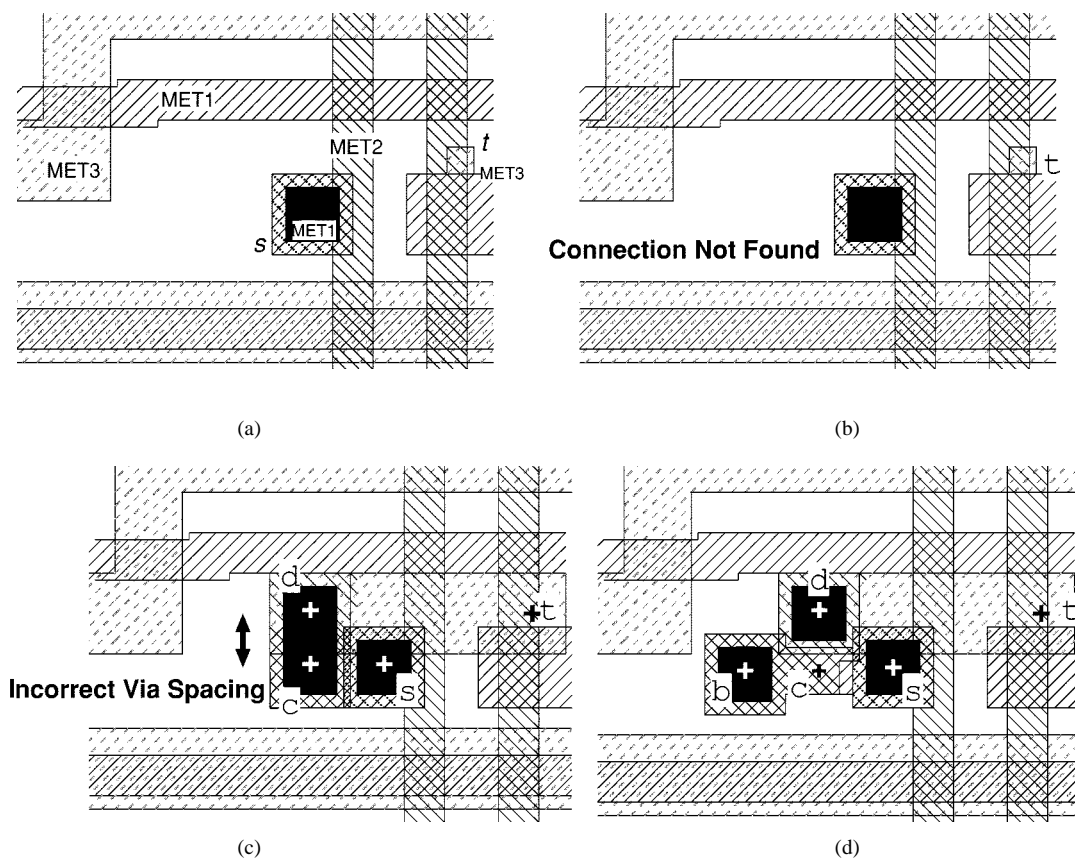 MET1
MET2
t
MET3
MET3
MET1
s
t
Connection Not Found
(a)
(b)
d
t
Incorrect Via Spacing
s
c
d
t
b
c
s
(c)
(d)